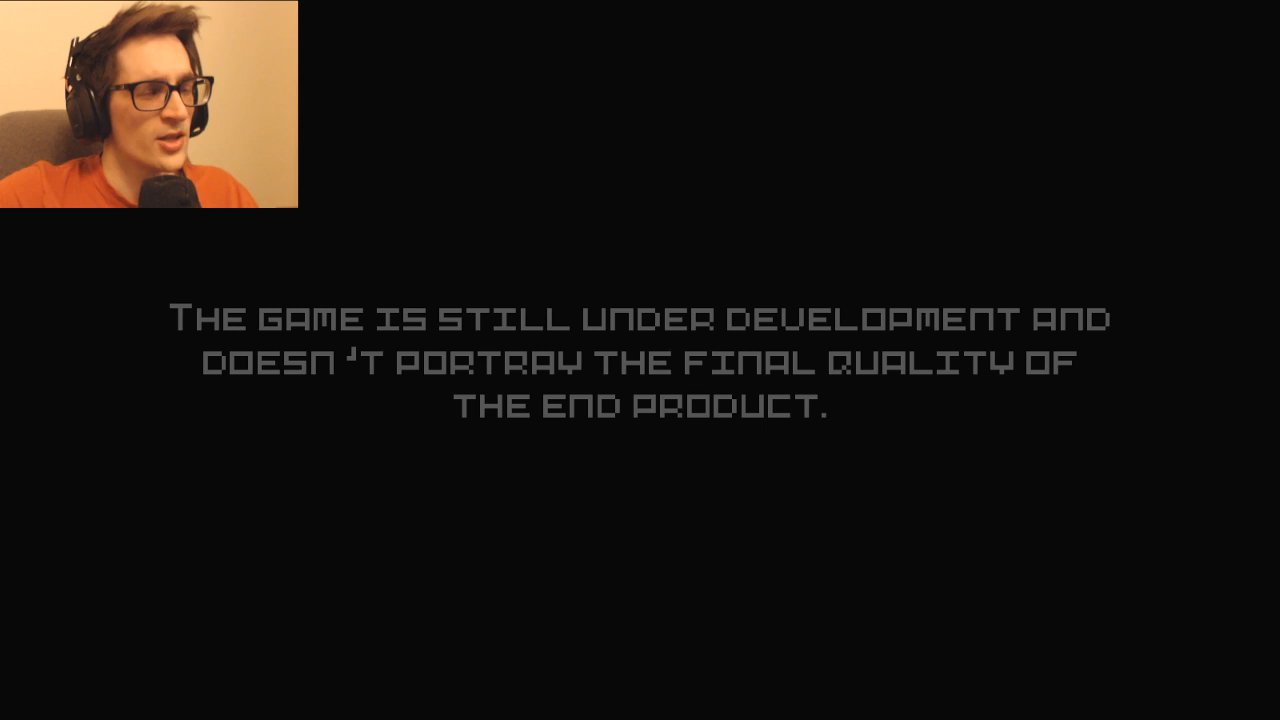 The game is still under development and
doesn't portray the final quality of
the end product.